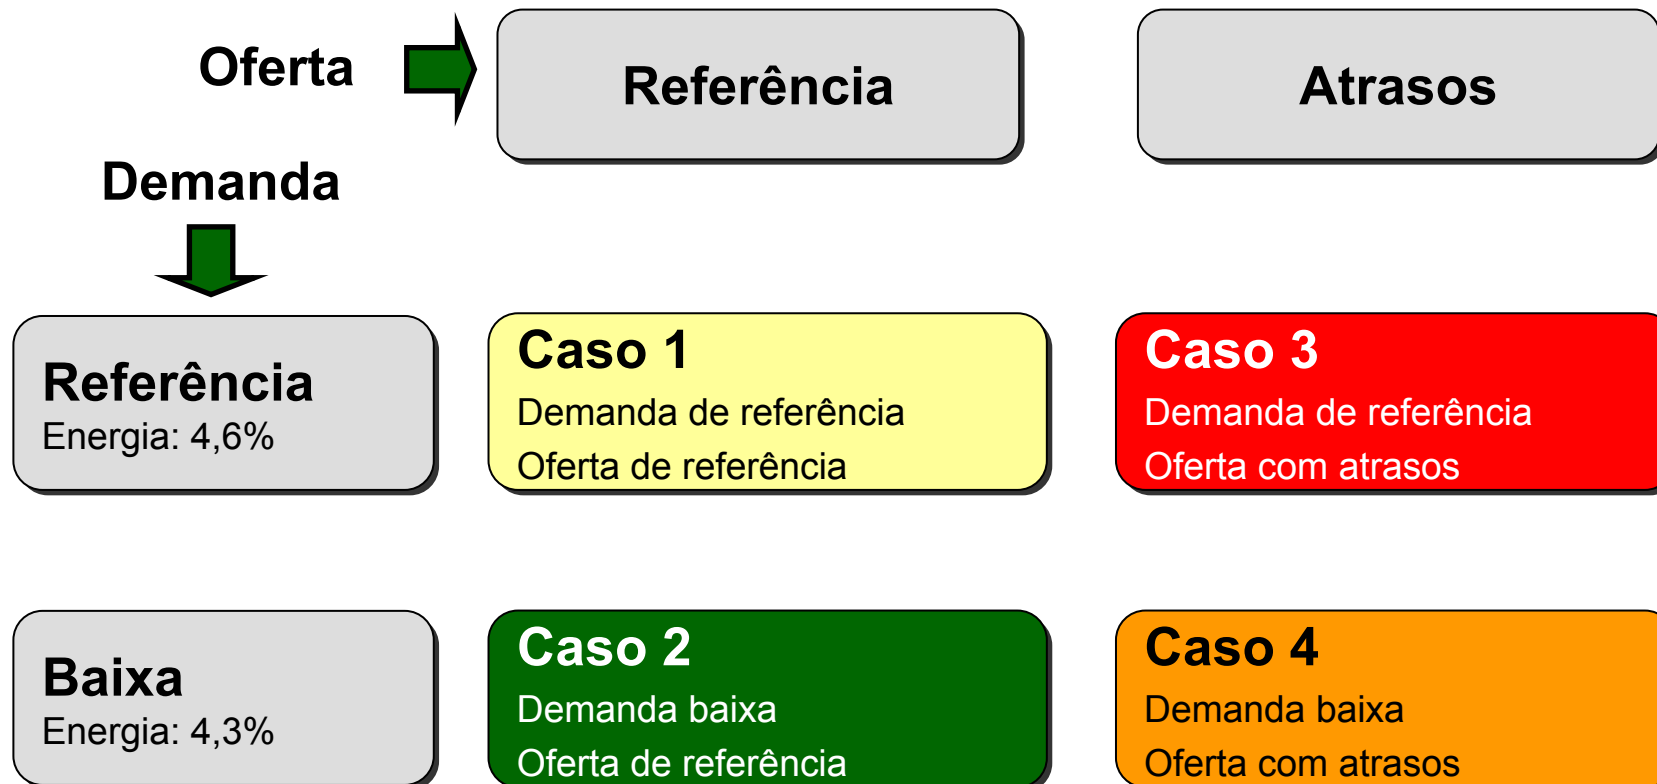 Oferta
Referência
Atrasos
Demanda
Referência
Energia: 4,6%
Caso 1
Demanda de referência
Oferta de referência
Caso 3
Demanda de referência
Oferta com atrasos
Baixa
Energia: 4,3%
Caso 2
Demanda baixa
Oferta de referência
Caso 4
Demanda baixa
Oferta com atrasos